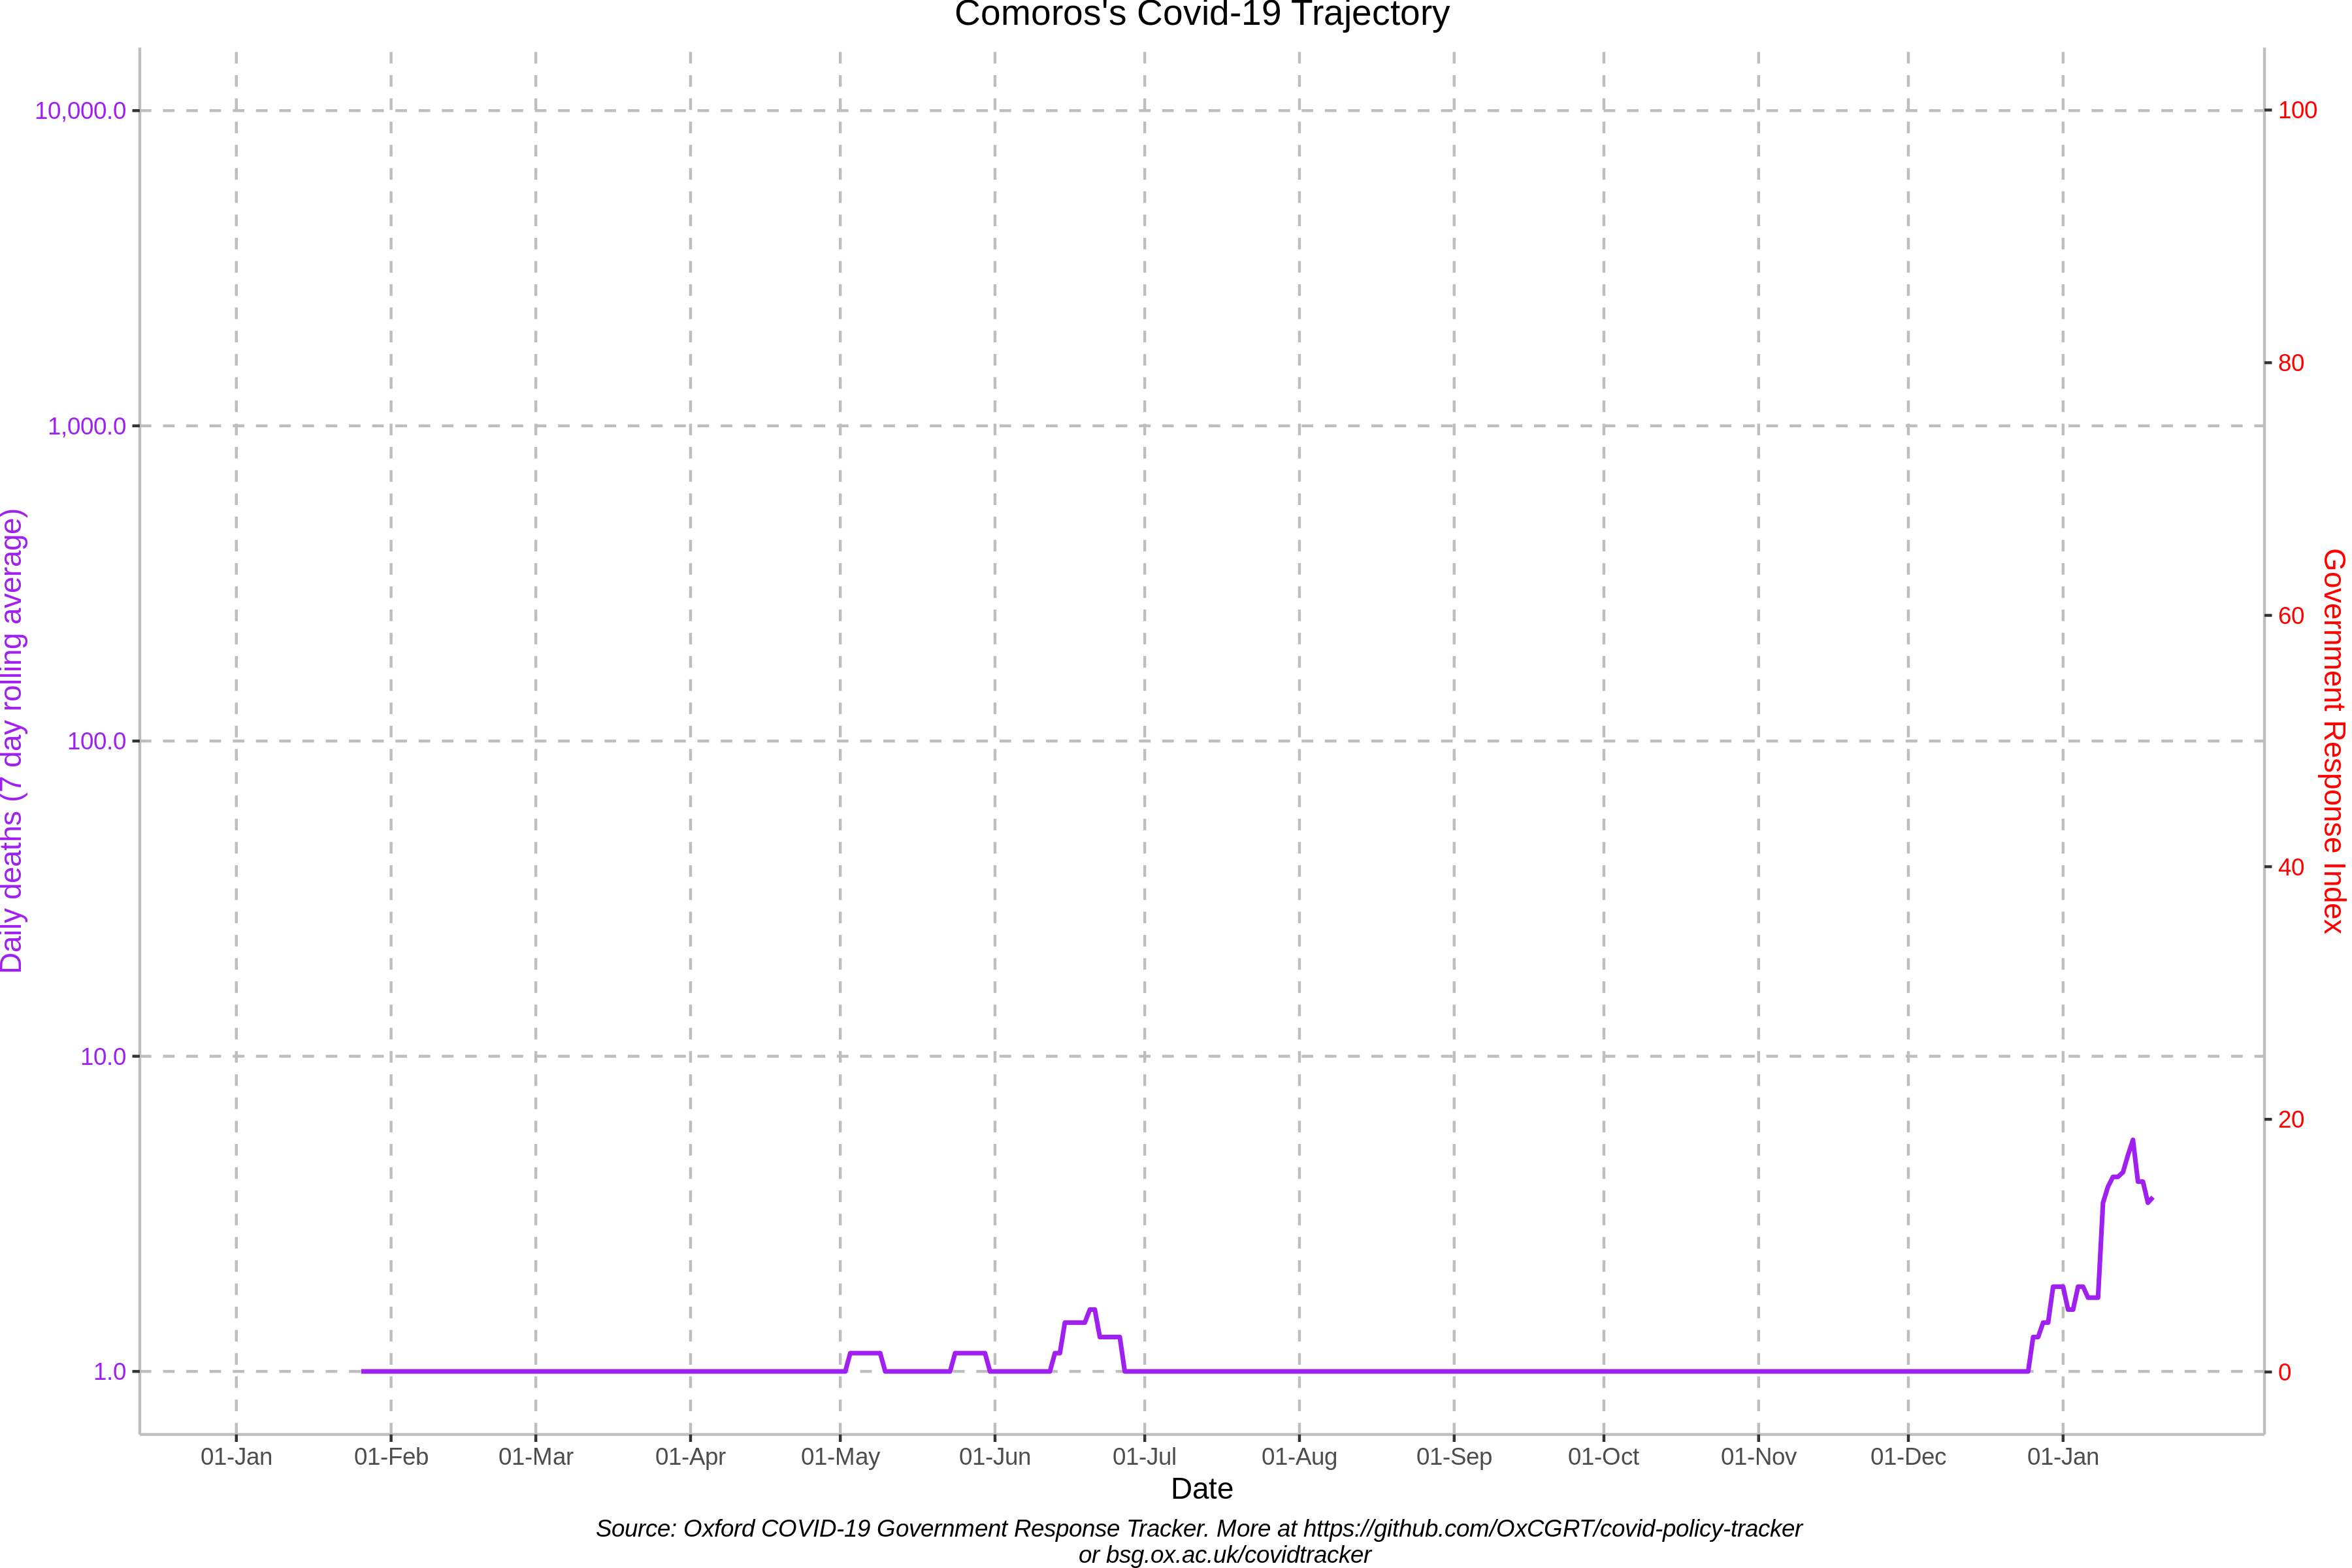 Comoros's Covid-19 Trajectory
10,000.0
1,000.0
100.0
10.0
1.0
Daily deaths (7 day rolling average)
100
80
60
40
20
0
Government Response Index
01-Jan 01-Feb 01-Mar 01-Apr 01-May 01-Jun 01-Jul 01-Aug 01-Sep 01-Oct 01-Nov 01-Dec 01-Jan
Date
Source: Oxford COVID-19 Government Response Tracker. More at https://github.com/OxCGRT/covid-policy-tracker
or bsg.ox.ac.uk/covidtracker